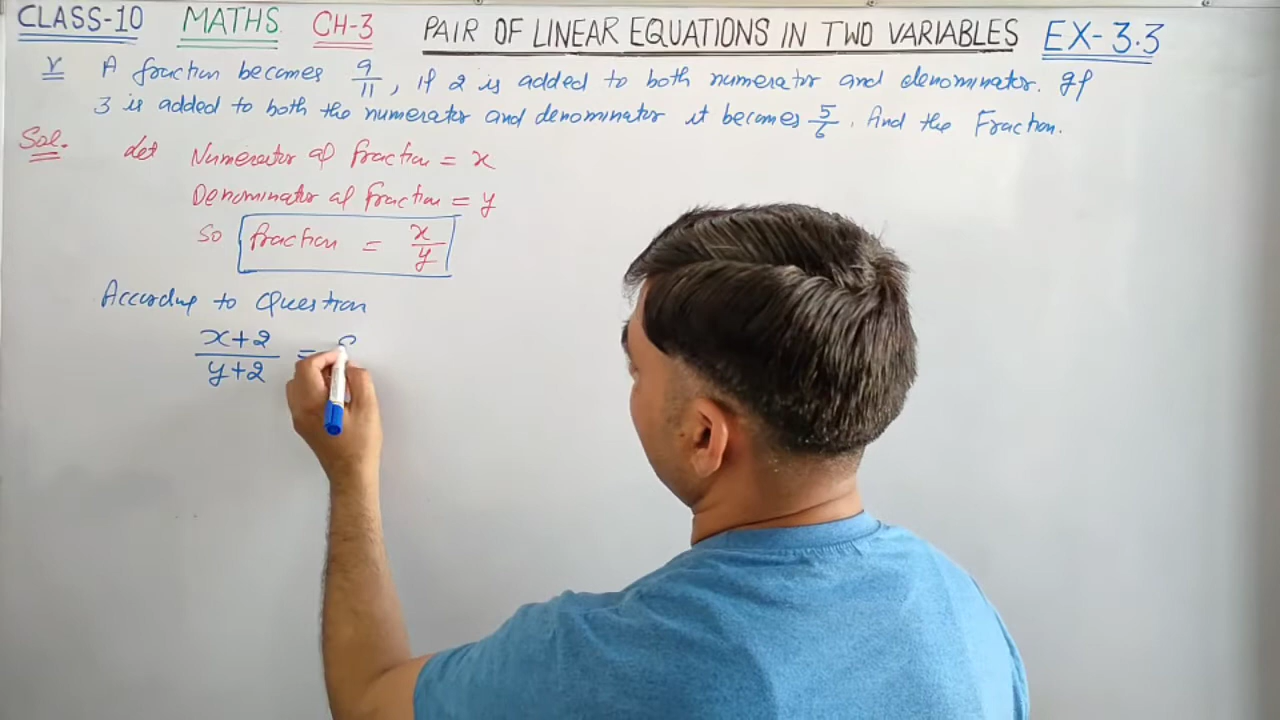 CLASS-10 MATHS CH-3 PAIR OF LINEAR EQUATIONS IN TWO VARIABLES EX-3.3
V A fraction becomes 9/11, if 2 is added to both numerator and denominator. If
3 is added to both the numerator and denominator it becomes 5/6. Find the Fraction.
Sol. Let Numerator of fraction = x
Denominator of fraction = y
So fraction = x/y
According to Question
x+2/y+2 =